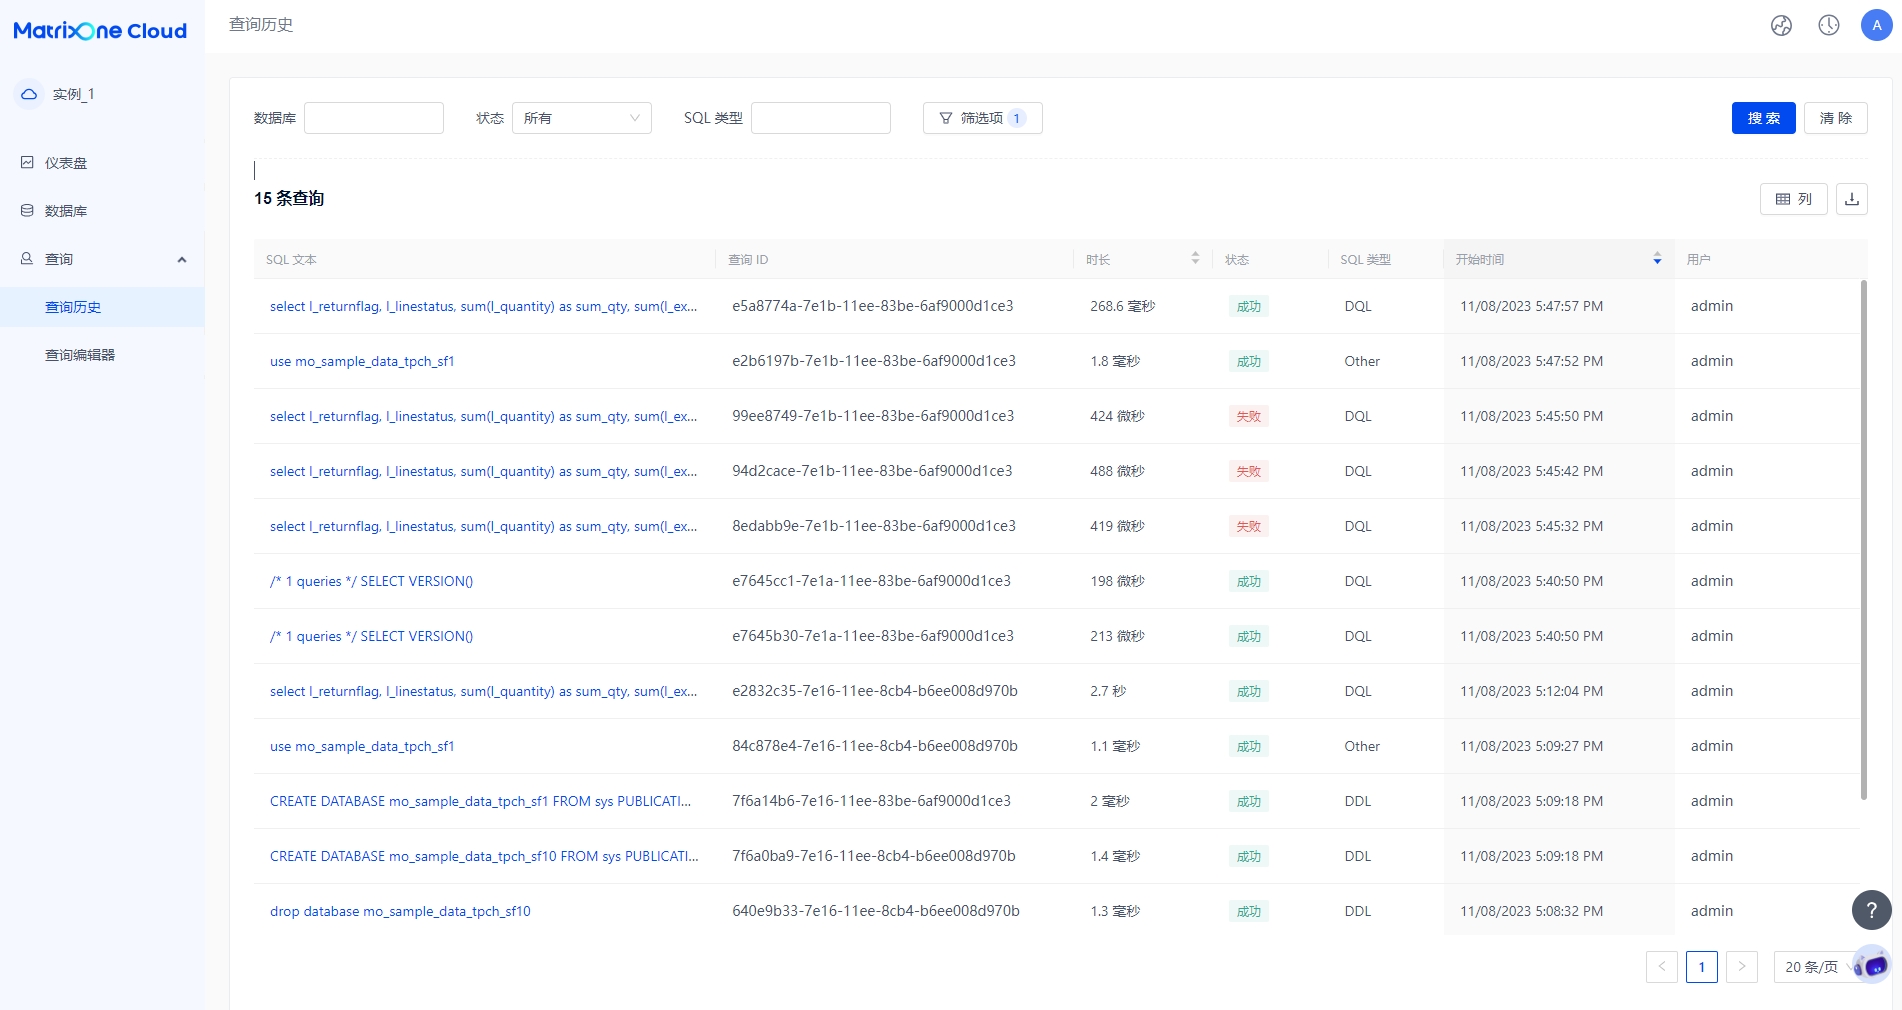 MatrixOne Cloud
查询历史
A
实例_1
仪表盘
数据库
查询
查询历史
查询编辑器
数据库 状态 所有 SQL 类型 筛选项 1 搜 索 清 除
15 条查询
列
SQL 文本 查询 ID 时长 状态 SQL 类型 开始时间 用户
select l_returnflag, l_linestatus, sum(l_quantity) as sum_qty, sum(l_ex... e5a8774a-7e1b-11ee-83be-6af9000d1ce3 268.6 毫秒 成功 DQL 11/08/2023 5:47:57 PM admin
use mo_sample_data_tpch_sf1 e2b6197b-7e1b-11ee-83be-6af9000d1ce3 1.8 毫秒 成功 Other 11/08/2023 5:47:52 PM admin
select l_returnflag, l_linestatus, sum(l_quantity) as sum_qty, sum(l_ex... 99ee8749-7e1b-11ee-83be-6af9000d1ce3 424 微秒 失败 DQL 11/08/2023 5:45:50 PM admin
select l_returnflag, l_linestatus, sum(l_quantity) as sum_qty, sum(l_ex... 94d2cace-7e1b-11ee-83be-6af9000d1ce3 488 微秒 失败 DQL 11/08/2023 5:45:42 PM admin
select l_returnflag, l_linestatus, sum(l_quantity) as sum_qty, sum(l_ex... 8edabb9e-7e1b-11ee-83be-6af9000d1ce3 419 微秒 失败 DQL 11/08/2023 5:45:32 PM admin
/* 1 queries */ SELECT VERSION() e7645cc1-7e1a-11ee-83be-6af9000d1ce3 198 微秒 成功 DQL 11/08/2023 5:40:50 PM admin
/* 1 queries */ SELECT VERSION() e7645b30-7e1a-11ee-83be-6af9000d1ce3 213 微秒 成功 DQL 11/08/2023 5:40:50 PM admin
select l_returnflag, l_linestatus, sum(l_quantity) as sum_qty, sum(l_ex... e2832c35-7e16-11ee-8cb4-b6ee008d970b 2.7 秒 成功 DQL 11/08/2023 5:12:04 PM admin
use mo_sample_data_tpch_sf1 84c878e4-7e16-11ee-8cb4-b6ee008d970b 1.1 毫秒 成功 Other 11/08/2023 5:09:27 PM admin
CREATE DATABASE mo_sample_data_tpch_sf1 FROM sys PUBLICATI... 7f6a14b6-7e16-11ee-83be-6af9000d1ce3 2 毫秒 成功 DDL 11/08/2023 5:09:18 PM admin
CREATE DATABASE mo_sample_data_tpch_sf10 FROM sys PUBLICATI... 7f6a0ba9-7e16-11ee-8cb4-b6ee008d970b 1.4 毫秒 成功 DDL 11/08/2023 5:09:18 PM admin
drop database mo_sample_data_tpch_sf10 640e9b33-7e16-11ee-8cb4-b6ee008d970b 1.3 毫秒 成功 DDL 11/08/2023 5:08:32 PM admin
?
< 1 > 20 条/页